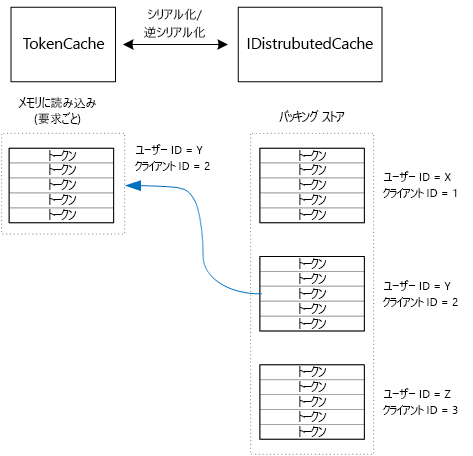 TokenCache
シリアル化/
逆シリアル化
IDistrubutedCache
メモリに読み込み
(要求ごと)
トークン
トークン
トークン
トークン
トークン
ユーザー ID = Y
クライアント ID = 2
バッキング ストア
トークン
トークン
トークン
トークン
トークン
ユーザー ID = X
クライアント ID = 1
トークン
トークン
トークン
トークン
トークン
ユーザー ID = Y
クライアント ID = 2
トークン
トークン
トークン
トークン
トークン
ユーザー ID = Z
クライアント ID = 3